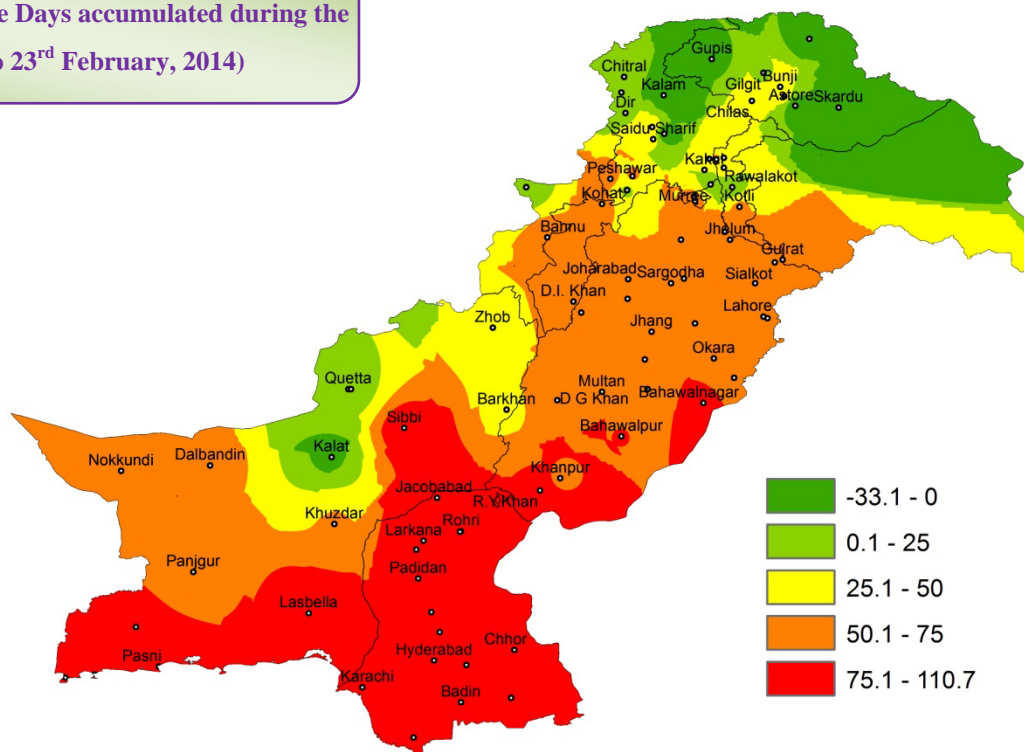 e Days accumulated during the
23rd February, 2014)
Gupis
Chitral
Kalam
Gilgit
Bunji
Dir
Astore
Skardu
Chilas
Saidu Sharif
Peshawar
Rawalakot
Kohat
Murree
Kotli
Bannu
Jhelum
Gujrat
Joharabad
Sargodha
Sialkot
D.I. Khan
Lahore
Zhob
Jhang
Okara
Quetta
Multan
Barkhan
D G Khan
Bahawalnagar
Sibbi
Bahawalpur
Kalat
Nokkundi
Dalbandin
Khanpur
Jacobabad
R.Y.Khan
Khuzdar
Rohri
Larkana
Panjgur
Padidan
Lasbella
Chhor
Hyderabad
Pasni
Karachi
Badin
-33.1 - 0
0.1 - 25
25.1 - 50
50.1 - 75
75.1 - 110.7